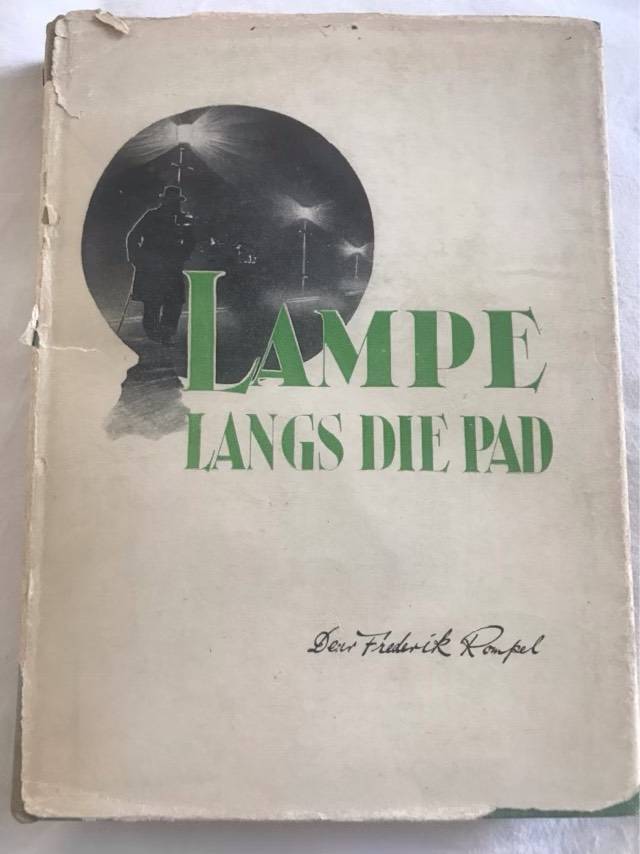 LAMPE
LANGS DIE PAD
Deur Frederik Rompel